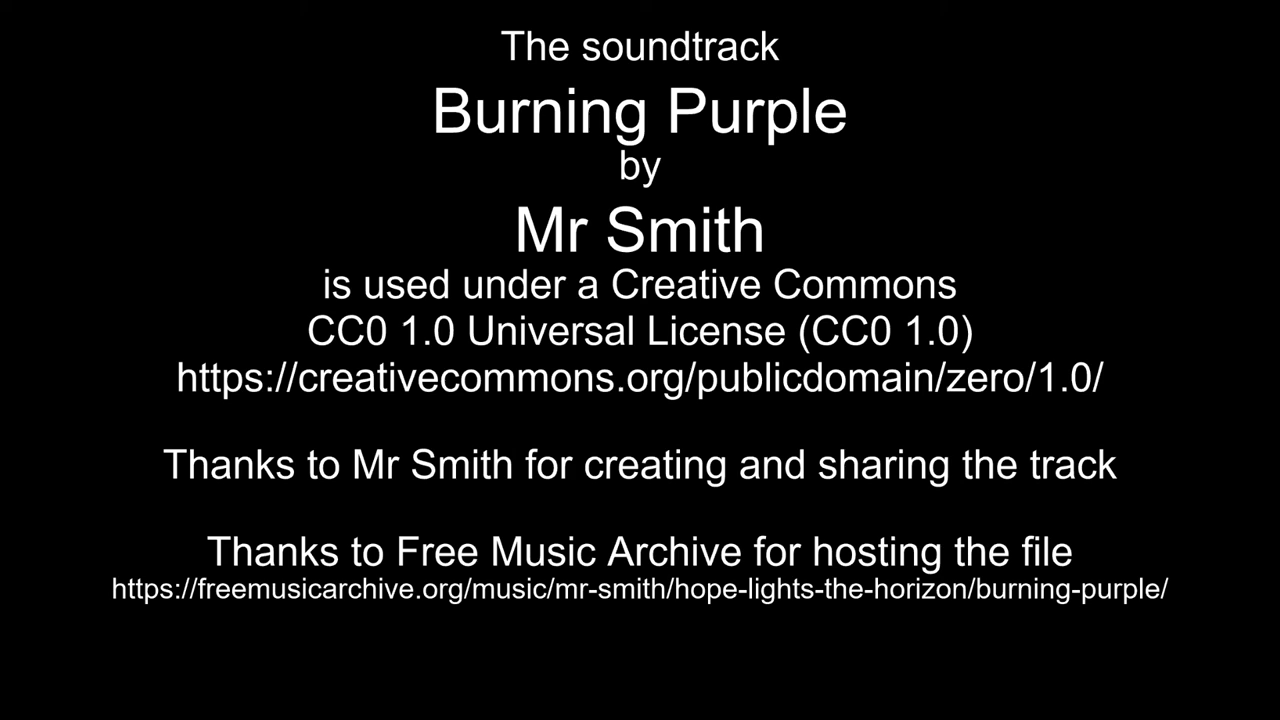 The soundtrack
Burning Purple
by
Mr Smith
is used under a Creative Commons
CC0 1.0 Universal License (CC0 1.0)
https://creativecommons.org/publicdomain/zero/1.0/
Thanks to Mr Smith for creating and sharing the track
Thanks to Free Music Archive for hosting the file
https://freemusicarchive.org/music/mr-smith/hope-lights-the-horizon/burning-purple/